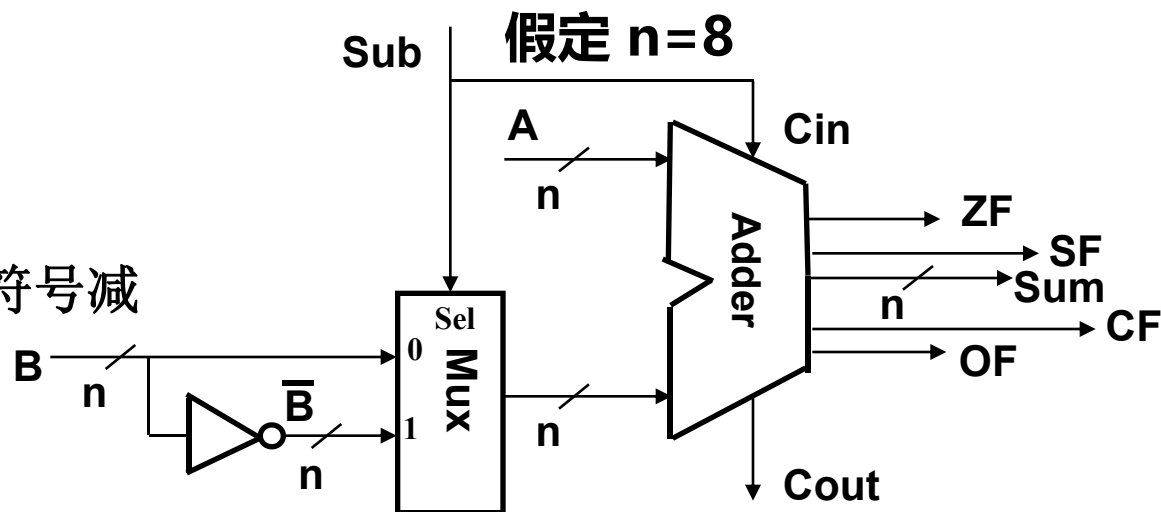 假定 n=8
Sub
A
Cin
n
ZF
SF
Adder
n
Sum
符号减
Sel
CF
B
0
OF
n
Mux
B̅
1
n
n
Cout